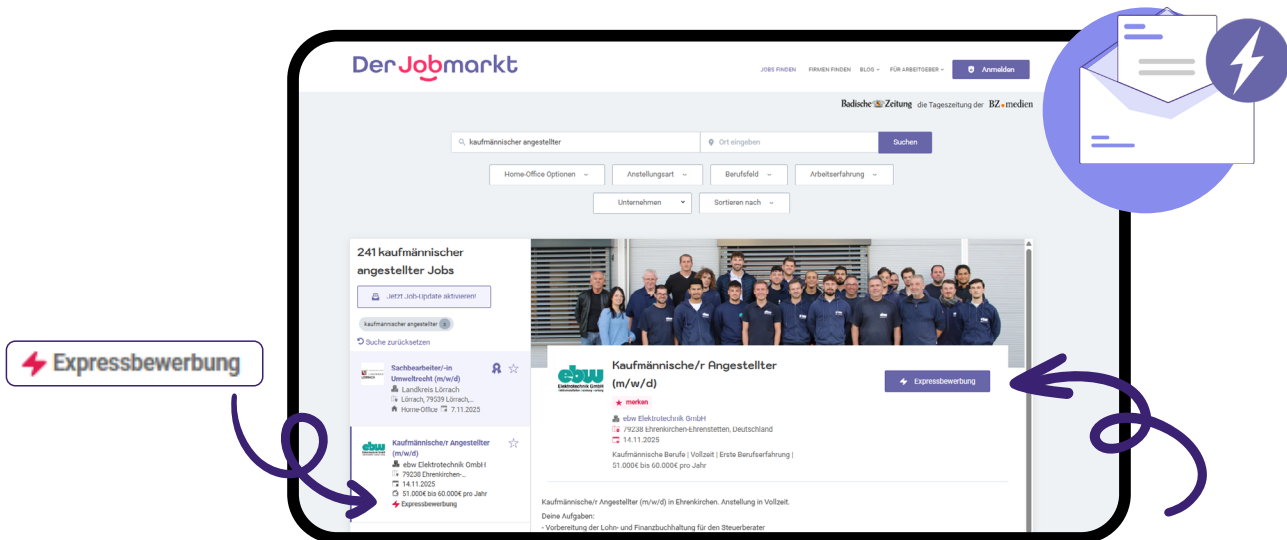 Der Jobmarkt
JOBS FINDEN FIRMEN FINDEN BLOG FÜR ARBEITGEBER Anmelden
Badische Zeitung die Tageszeitung der BZ.medien
kaufmännischer angestellter Ort eingeben Suchen
Home-Office Optionen Anstellungsart Berufsfeld Arbeitserfahrung
Unternehmen Sortieren nach
241 kaufmännischer
angestellter Jobs
Jetzt Job-Update aktivieren!
kaufmännischer angestellter x
Suche zurücksetzen
Expressbewerbung
Sachbearbeiter/-in
Umweltrecht (m/w/d)
Landkreis Lörrach
Lörrach, 79539 Lörrach,...
Home-Office 7.11.2025
Kaufmännische/r Angestellter
(m/w/d)
ebw Elektrotechnik GmbH
79238 Ehrenkirchen-...
14.11.2025
51.000€ bis 60.000€ pro Jahr
Expressbewerbung
ebw
Elektrotechnik GmbH
Kaufmännische/r Angestellter
(m/w/d)
merken
ebw Elektrotechnik GmbH
79238 Ehrenkirchen-Ehrenstetten, Deutschland
14.11.2025
Kaufmännische Berufe | Vollzeit | Erste Berufserfahrung |
51.000€ bis 60.000€ pro Jahr
Expressbewerbung
Kaufmännische/r Angestellter (m/w/d) in Ehrenkirchen. Anstellung in Vollzeit.
Deine Aufgaben:
- Vorbereitung der Lohn- und Finanzbuchhaltung für den Steuerberater